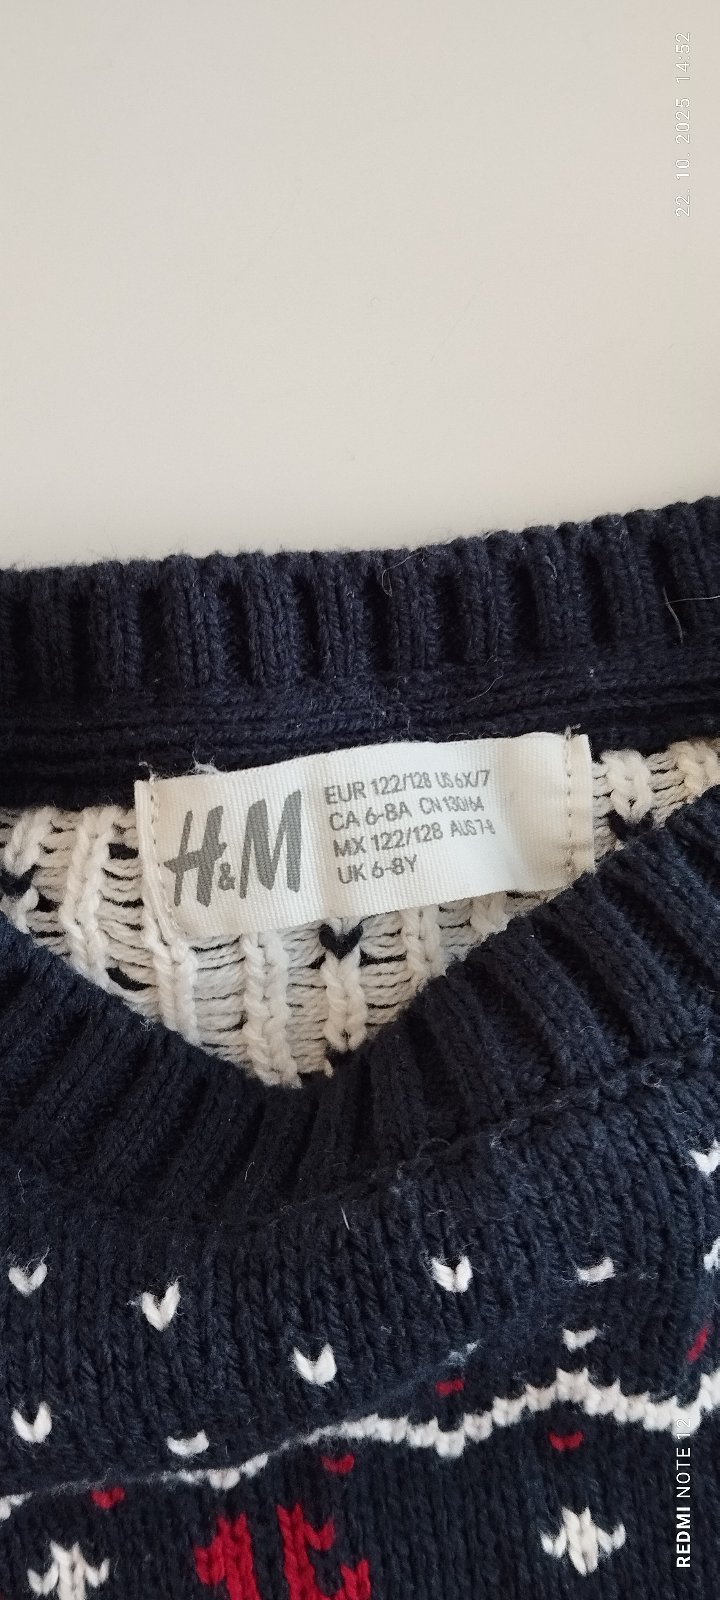 H&M
EUR 122/128 US 6X/7
CA 6-8A CN 130/64
MX 122/128 AUS 7-8
UK 6-8Y
22. 10. 2025 14:52
REDMI NOTE 12